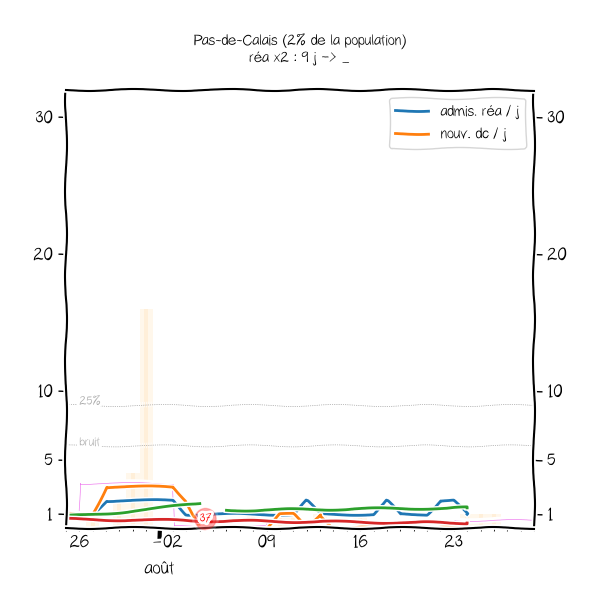 Pas-de-Calais (2% de la population)
réa x2 : 9 j -> _
admis. réa / j
nouv. dc / j
30
30
20
20
10
10
25%
bruit
5
5
1
1
37
26
02
09
16
23
août